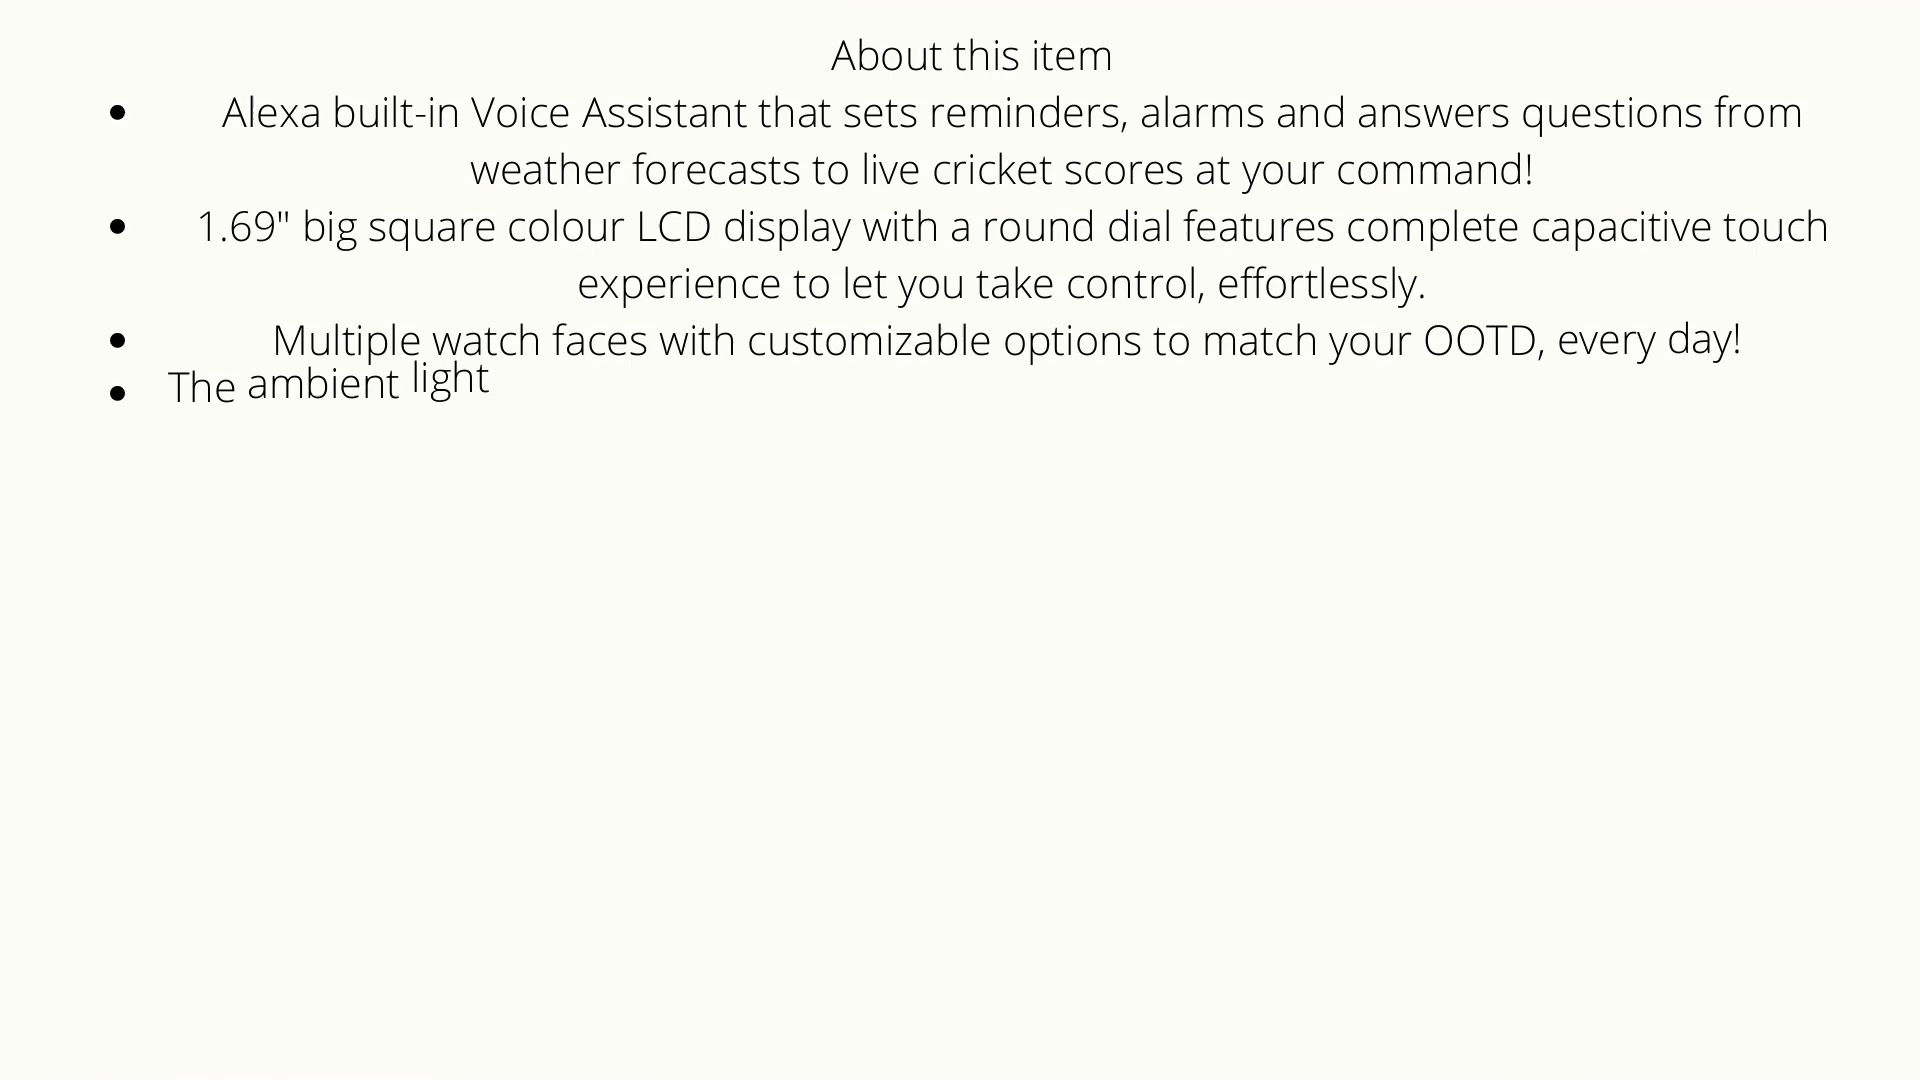 About this item
• Alexa built-in Voice Assistant that sets reminders, alarms and answers questions from
weather forecasts to live cricket scores at your command!
• 1.69" big square colour LCD display with a round dial features complete capacitive touch
experience to let you take control, effortlessly.
• Multiple watch faces with customizable options to match your OOTD, every day!
• The ambient light